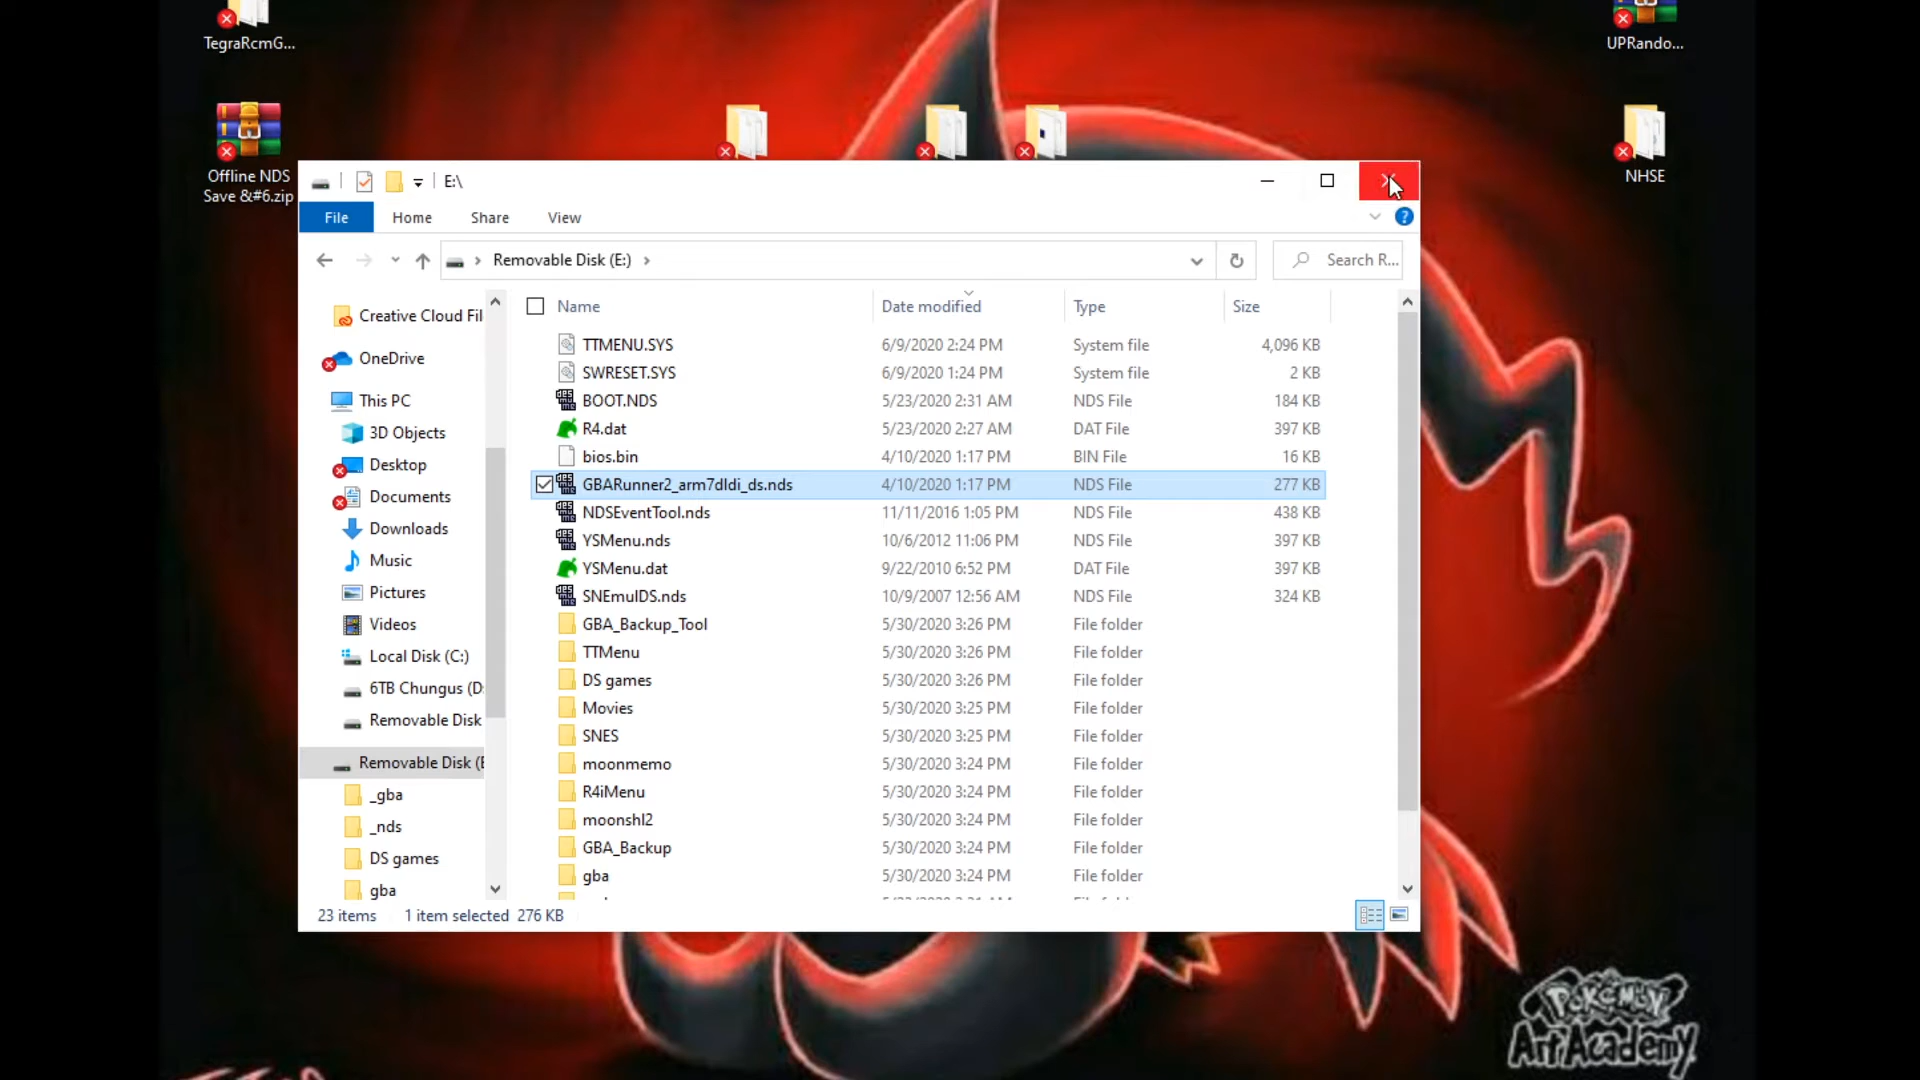 TegraRcmG...
UPRando...
Offline NDS
Save &#6.zip
NHSE
E:\
File Home Share View
Removable Disk (E:)
Search R...
Name Date modified Type Size
Creative Cloud Fil
OneDrive
This PC
3D Objects
Desktop
Documents
Downloads
Music
Pictures
Videos
Local Disk (C:)
6TB Chungus (D:
Removable Disk
Removable Disk (E
_gba
_nds
DS games
gba
TTMENU.SYS 6/9/2020 2:24 PM System file 4,096 KB
SWRESET.SYS 6/9/2020 1:24 PM System file 2 KB
BOOT.NDS 5/23/2020 2:31 AM NDS File 184 KB
R4.dat 5/23/2020 2:27 AM DAT File 397 KB
bios.bin 4/10/2020 1:17 PM BIN File 16 KB
GBARunner2_arm7dldi_ds.nds 4/10/2020 1:17 PM NDS File 277 KB
NDSEventTool.nds 11/11/2016 1:05 PM NDS File 438 KB
YSMenu.nds 10/6/2012 11:06 PM NDS File 397 KB
YSMenu.dat 9/22/2010 6:52 PM DAT File 397 KB
SNEmulDS.nds 10/9/2007 12:56 AM NDS File 324 KB
GBA_Backup_Tool 5/30/2020 3:26 PM File folder
TTMenu 5/30/2020 3:26 PM File folder
DS games 5/30/2020 3:26 PM File folder
Movies 5/30/2020 3:25 PM File folder
SNES 5/30/2020 3:25 PM File folder
moonmemo 5/30/2020 3:24 PM File folder
R4iMenu 5/30/2020 3:24 PM File folder
moonshl2 5/30/2020 3:24 PM File folder
GBA_Backup 5/30/2020 3:24 PM File folder
gba 5/30/2020 3:24 PM File folder
23 items 1 item selected 276 KB
POKéMON
Art Academy